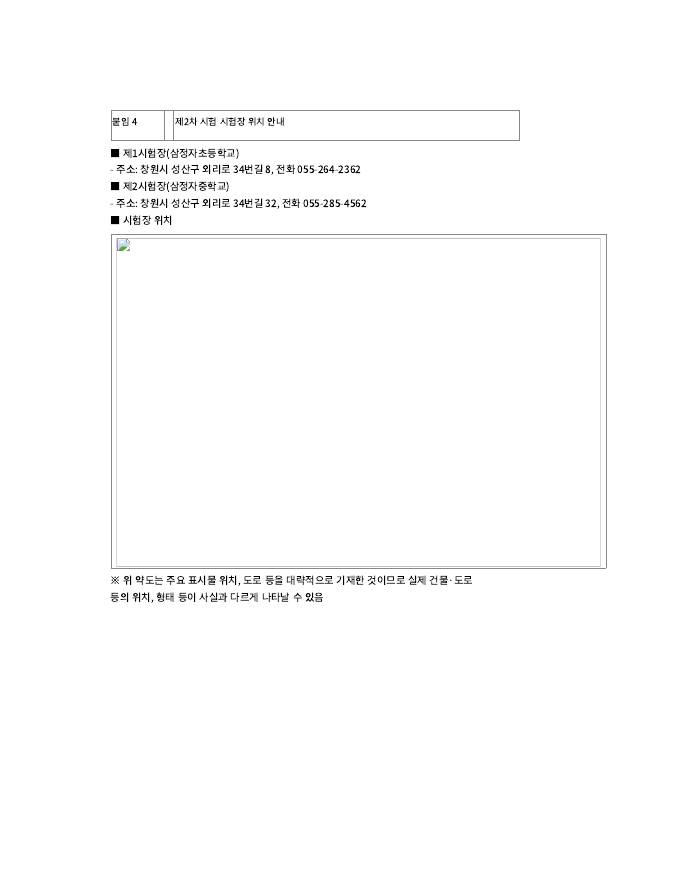 붙임 4 제2차 시험 시험장 위치 안내
■ 제1시험장(삼정자초등학교)
- 주소: 창원시 성산구 외리로 34번길 8, 전화 055-264-2362
■ 제2시험장(삼정자중학교)
- 주소: 창원시 성산구 외리로 34번길 32, 전화 055-285-4562
■ 시험장 위치
※ 위 약도는 주요 표시물 위치, 도로 등을 대략적으로 기재한 것이므로 실제 건물·도로
등의 위치, 형태 등이 사실과 다르게 나타날 수 있음